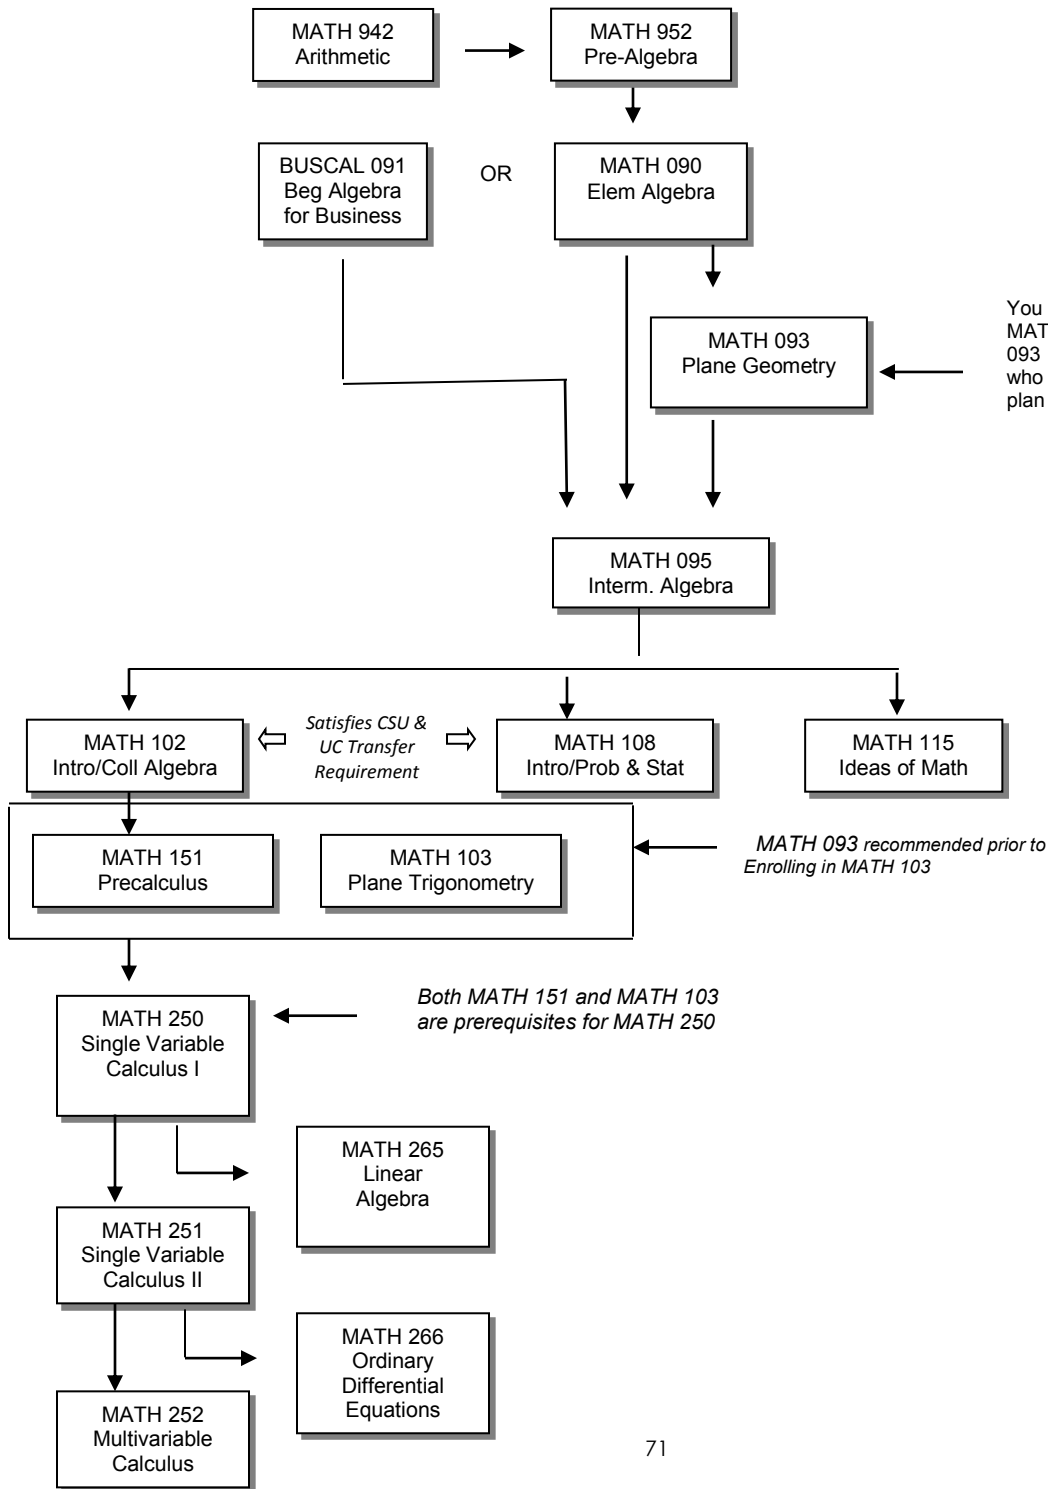 MATH 942
Arithmetic
MATH 952
Pre-Algebra
BUSCAL 091
Beg Algebra
for Business
OR
MATH 090
Elem Algebra
MATH 093
Plane Geometry
You
MAT
093
who
plan
MATH 095
Interm. Algebra
MATH 102
Intro/Coll Algebra
Satisfies CSU &
UC Transfer
Requirement
MATH 108
Intro/Prob & Stat
MATH 115
Ideas of Math
MATH 151
Precalculus
MATH 103
Plane Trigonometry
MATH 093 recommended prior to
Enrolling in MATH 103
MATH 250
Single Variable
Calculus I
Both MATH 151 and MATH 103
are prerequisites for MATH 250
MATH 265
Linear
Algebra
MATH 251
Single Variable
Calculus II
MATH 266
Ordinary
Differential
Equations
MATH 252
Multivariable
Calculus
71